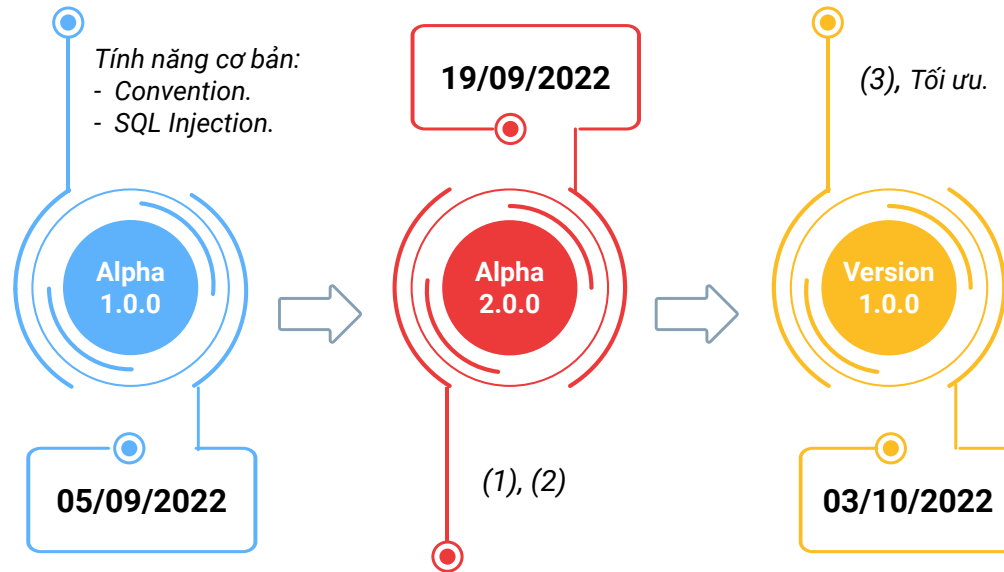 Tính năng cơ bản:
- Convention.
- SQL Injection.
Alpha
1.0.0
05/09/2022
19/09/2022
Alpha
2.0.0
(1), (2)
(3), Tối ưu.
Version
1.0.0
03/10/2022